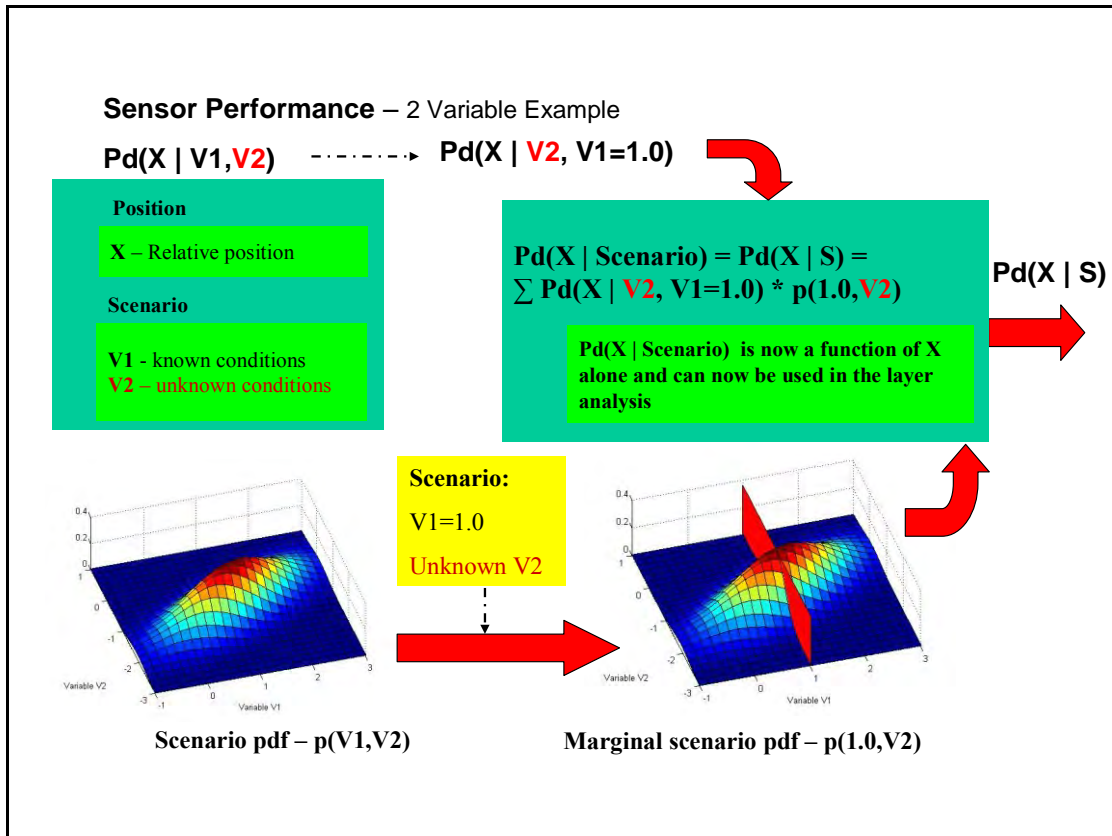 Sensor Performance – 2 Variable Example
Pd(X | V1,V2)
Pd(X | V2, V1=1.0)
Position
X – Relative position
Scenario
V1 - known conditions
V2 – unknown conditions
Pd(X | Scenario) = Pd(X | S) =
∑ Pd(X | V2, V1=1.0) * p(1.0,V2)
Pd(X | Scenario) is now a function of X
alone and can now be used in the layer
analysis
Pd(X | S)
Scenario:
V1=1.0
Unknown V2
0.4
0.2
0
1
0
-1
-2
-3
-1
0
1
2
3
Variable V2
Variable V1
0.4
0.2
0
1
0
-1
-2
-3
-1
0
1
2
3
Variable V2
Variable V1
Scenario pdf – p(V1,V2)
Marginal scenario pdf – p(1.0,V2)